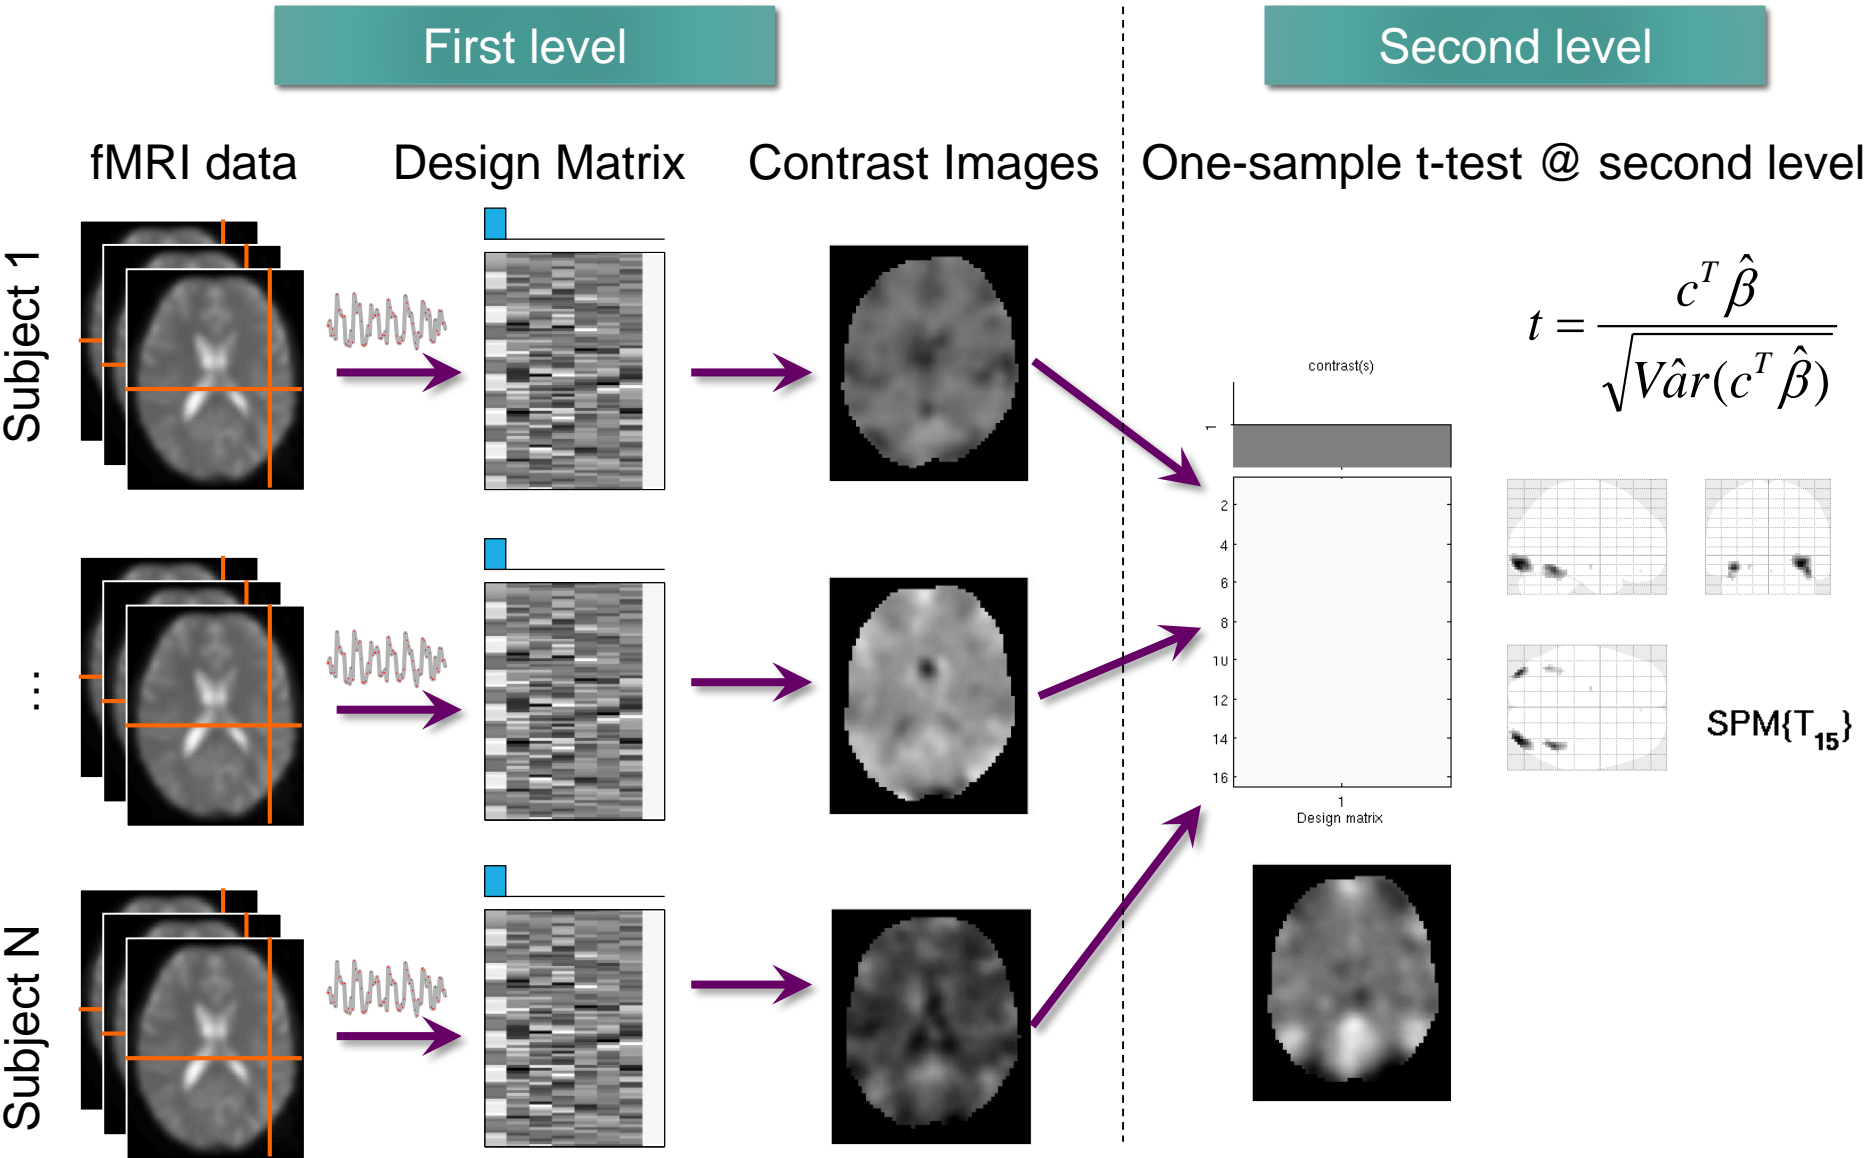 First level
Second level
fMRI data
Design Matrix
Contrast Images
One-sample t-test @ second level
Subject 1
...
Subject N
t = c^T β̂ / √Vâr(c^T β̂)
contrast(s)
1
2
4
6
8
10
12
14
16
1
Design matrix
SPM{T₁₅}